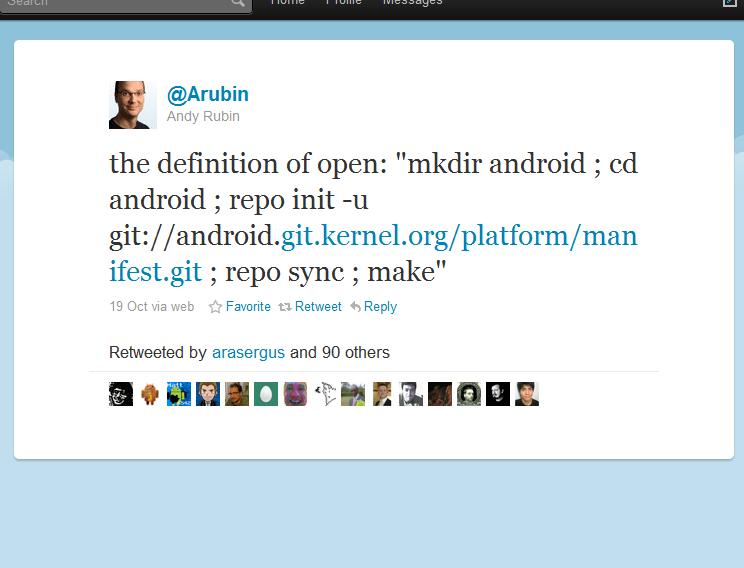 Search Home Profile Messages
@Arubin
Andy Rubin
the definition of open: "mkdir android ; cd
android ; repo init -u
git://android.git.kernel.org/platform/man
ifest.git ; repo sync ; make"
19 Oct via web Favorite Retweet Reply
Retweeted by arasergus and 90 others